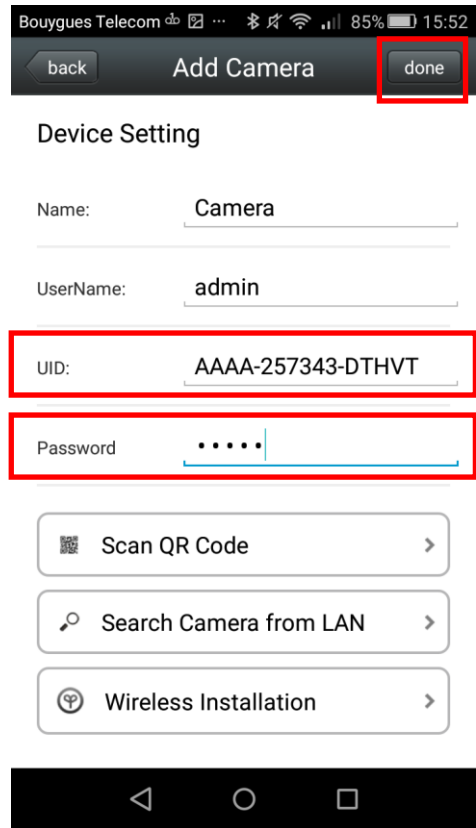 Bouygues Telecom 85% 15:52
back Add Camera done
Device Setting
Name: Camera
UserName: admin
UID: AAAA-257343-DTHVT
Password •••••
Scan QR Code
Search Camera from LAN
Wireless Installation